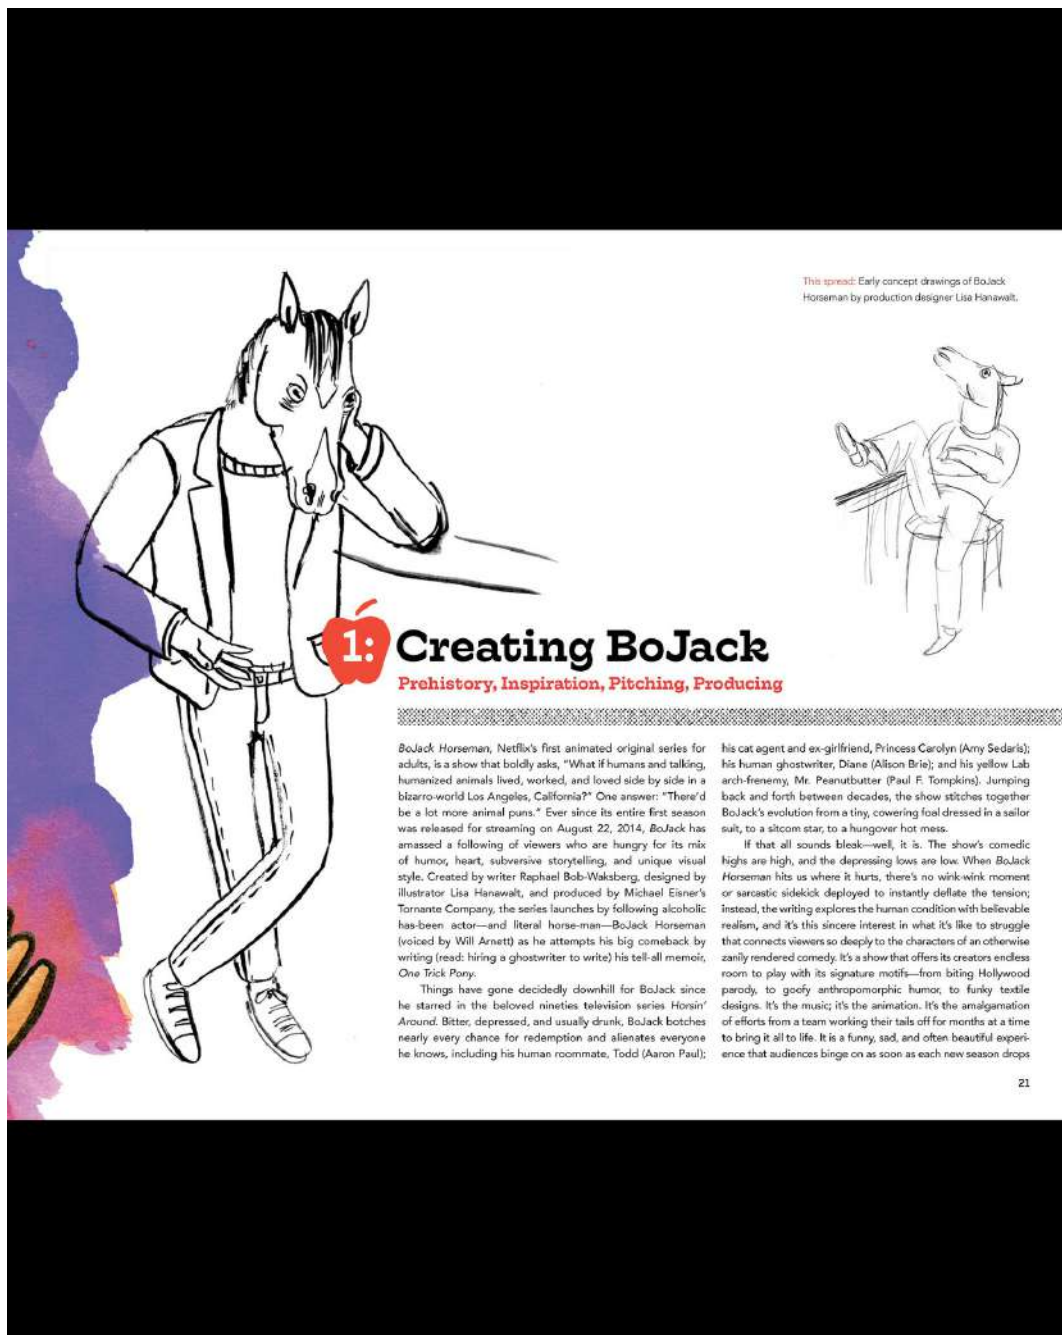 This spread: Early concept drawings of BoJack
Horseman by production designer Lisa Hanawalt.
1: Creating BoJack
Prehistory, Inspiration, Pitching, Producing
BoJack Horseman, Netflix's first animated original series for
adults, is a show that boldly asks, "What if humans and talking,
humanized animals lived, worked, and loved side by side in a
bizarro-world Los Angeles, California?" One answer: "There'd
be a lot more animal puns." Ever since its entire first season
was released for streaming on August 22, 2014, BoJack has
amassed a following of viewers who are hungry for its mix
of humor, heart, subversive storytelling, and unique visual
style. Created by writer Raphael Bob-Waksberg, designed by
illustrator Lisa Hanawalt, and produced by Michael Eisner's
Tornante Company, the series launches by following alcoholic
has-been actor—and literal horse-man—BoJack Horseman
(voiced by Will Arnett) as he attempts his big comeback by
writing (read: hiring a ghostwriter to write) his tell-all memoir,
One Trick Pony.
Things have gone decidedly downhill for BoJack since
he starred in the beloved nineties television series Horsin'
Around. Bitter, depressed, and usually drunk, BoJack botches
nearly every chance for redemption and alienates everyone
he knows, including his human roommate, Todd (Aaron Paul);
his cat agent and ex-girlfriend, Princess Carolyn (Amy Sedaris);
his human ghostwriter, Diane (Alison Brie); and his yellow Lab
arch-frenemy, Mr. Peanutbutter (Paul F. Tompkins). Jumping
back and forth between decades, the show stitches together
BoJack's evolution from a tiny, cowering foal dressed in a sailor
suit, to a sitcom star, to a hungover hot mess.
If that all sounds bleak—well, it is. The show's comedic
highs are high, and the depressing lows are low. When BoJack
Horseman hits us where it hurts, there's no wink-wink moment
or sarcastic sidekick deployed to instantly deflate the tension;
instead, the writing explores the human condition with believable
realism, and it's this sincere interest in what it's like to struggle
that connects viewers so deeply to the characters of an otherwise
zanily rendered comedy. It's a show that offers its creators endless
room to play with its signature motifs—from biting Hollywood
parody, to goofy anthropomorphic humor, to funky textile
designs. It's the music; it's the animation. It's the amalgamation
of efforts from a team working their tails off for months at a time
to bring it all to life. It is a funny, sad, and often beautiful experi-
ence that audiences binge on as soon as each new season drops
21